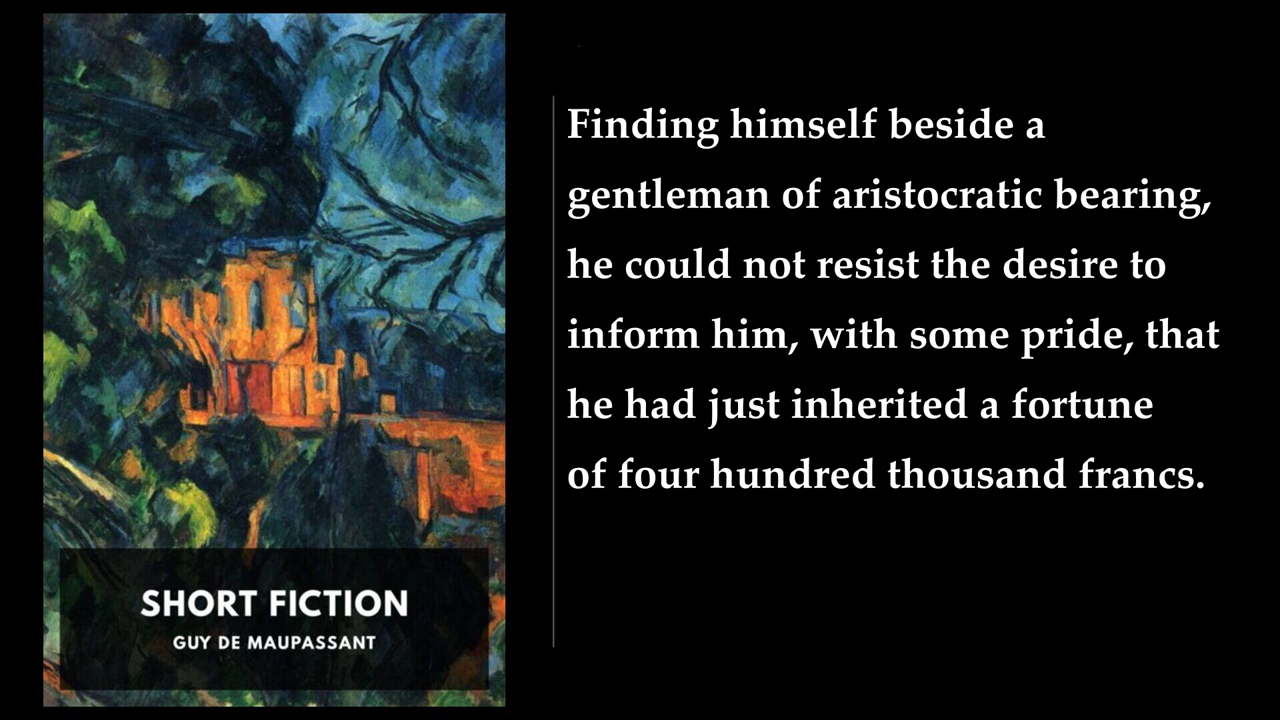 Finding himself beside a
gentleman of aristocratic bearing,
he could not resist the desire to
inform him, with some pride, that
he had just inherited a fortune
of four hundred thousand francs.
SHORT FICTION
GUY DE MAUPASSANT